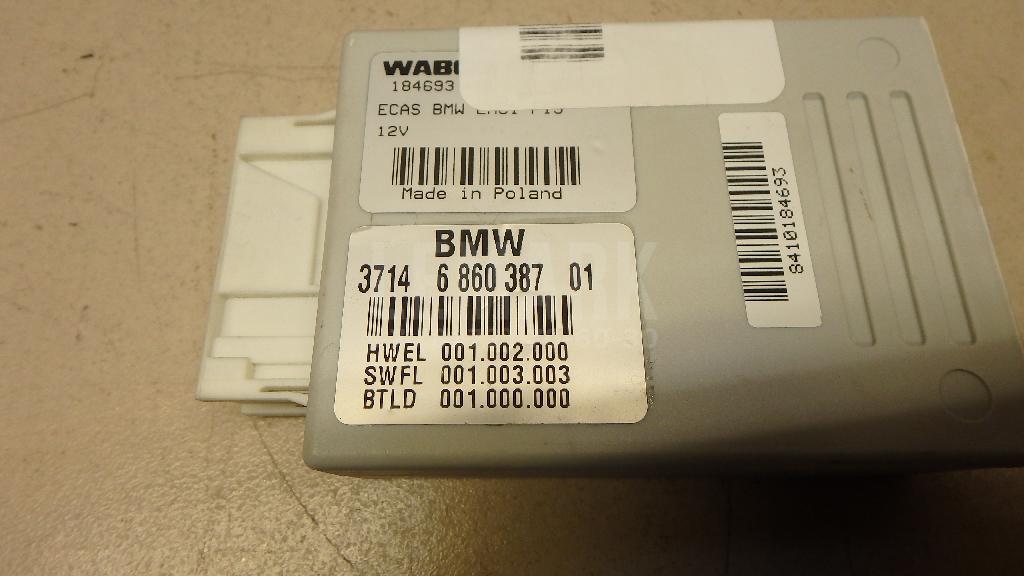 184693
ECAS BMW
12V
Made in Poland
BMW
3714 6 860 387 01
HWEL 001.002.000
SWFL 001.003.003
BTLD 001.000.000
8410184693